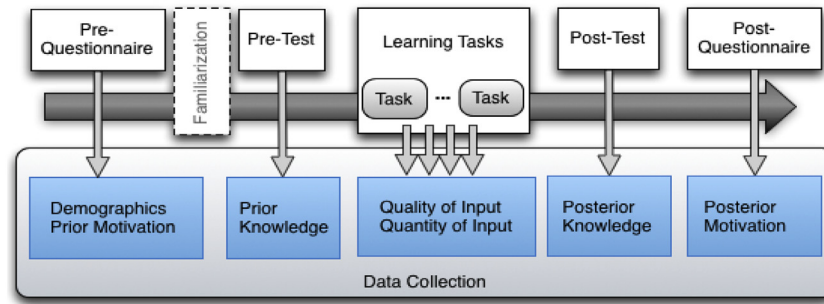 Pre-
Questionnaire
Familiarization
Pre-Test
Learning Tasks
Task ... Task
Post-Test
Post-
Questionnaire
Demographics
Prior Motivation
Prior
Knowledge
Quality of Input
Quantity of Input
Posterior
Knowledge
Posterior
Motivation
Data Collection